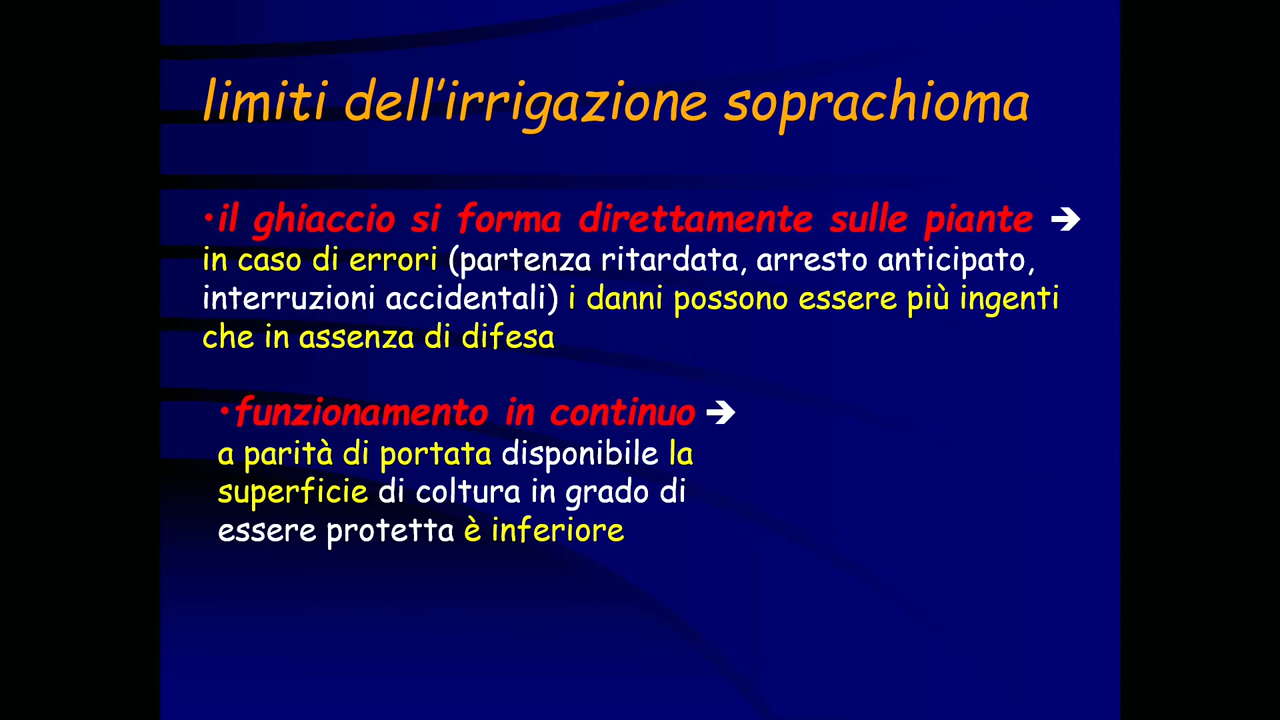 limiti dell'irrigazione soprachioma
•il ghiaccio si forma direttamente sulle piante ➔
in caso di errori (partenza ritardata, arresto anticipato,
interruzioni accidentali) i danni possono essere più ingenti
che in assenza di difesa
•funzionamento in continuo ➔
a parità di portata disponibile la
superficie di coltura in grado di
essere protetta è inferiore